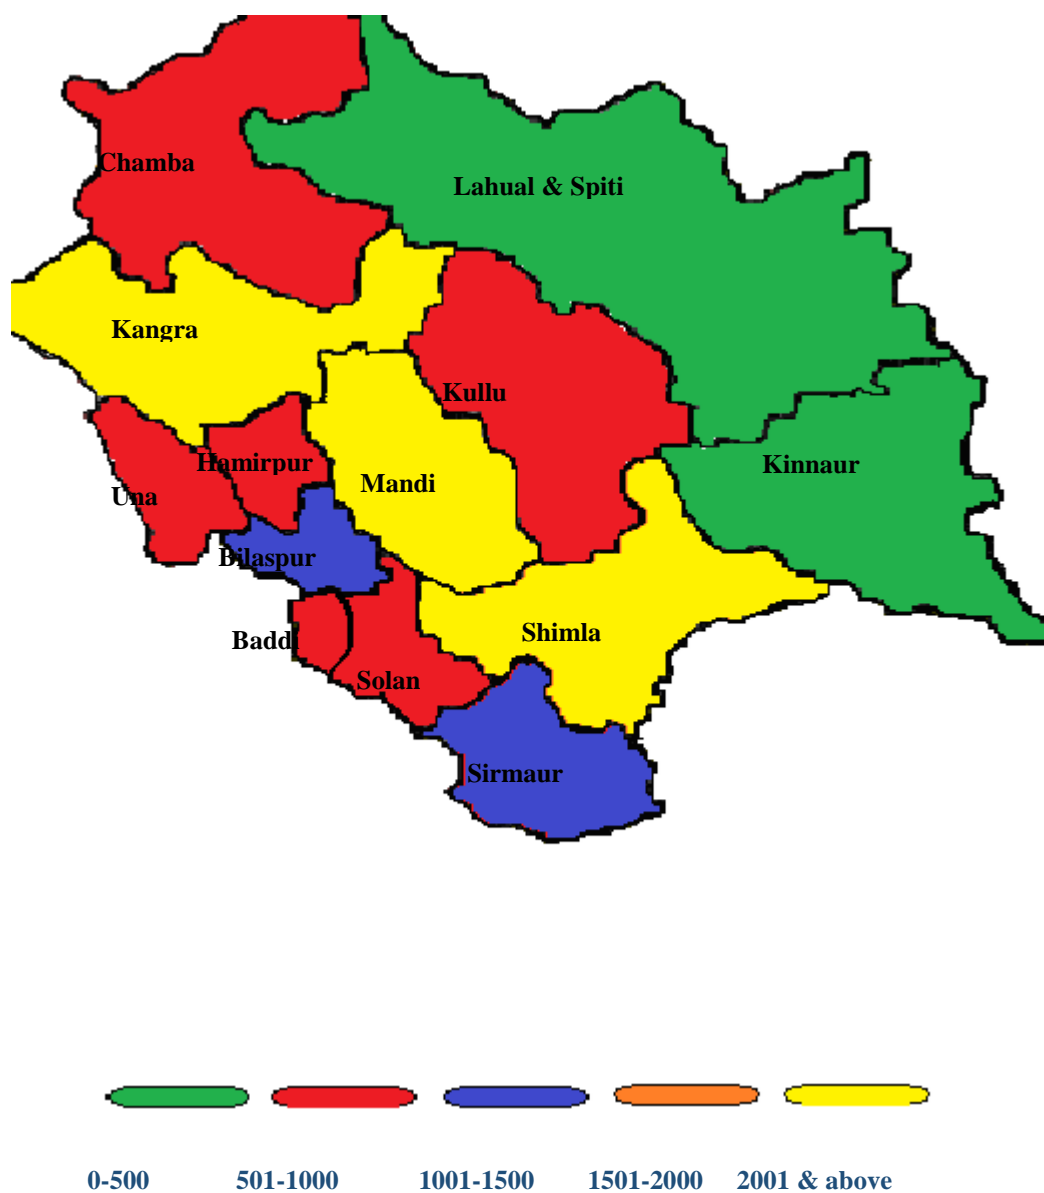 Chamba
Lahual & Spiti
Kangra
Kullu
Hamirpur
Kinnaur
Mandi
Una
Bilaspur
Shimla
Baddi
Solan
Sirmaur
0-500 501-1000 1001-1500 1501-2000 2001 & above